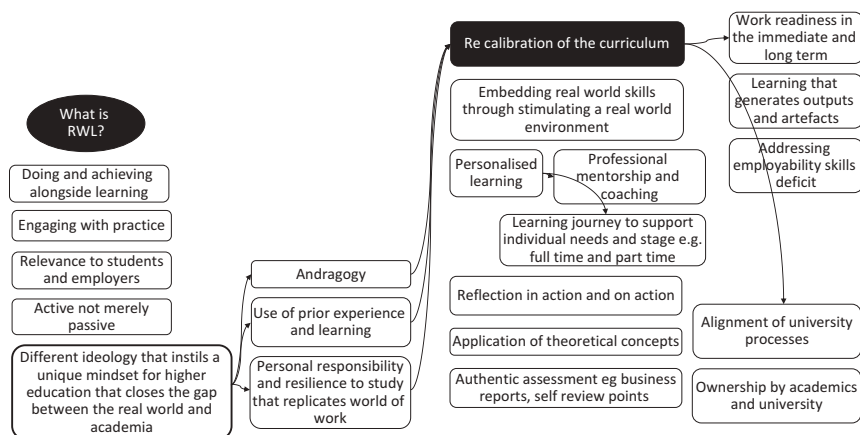 What is
RWL?
Doing and achieving
alongside learning
Engaging with practice
Relevance to students
and employers
Active not merely
passive
Different ideology that instils a
unique mindset for higher
education that closes the gap
between the real world and
academia
Andragogy
Use of prior experience
and learning
Personal responsibility
and resilience to study
that replicates world of
work
Re calibration of the curriculum
Embedding real world skills
through stimulating a real world
environment
Personalised
learning
Professional
mentorship and
coaching
Learning journey to support
individual needs and stage e.g.
full time and part time
Reflection in action and on action
Application of theoretical concepts
Authentic assessment eg business
reports, self review points
Work readiness in
the immediate and
long term
Learning that
generates outputs
and artefacts
Addressing
employability skills
deficit
Alignment of university
processes
Ownership by academics
and university